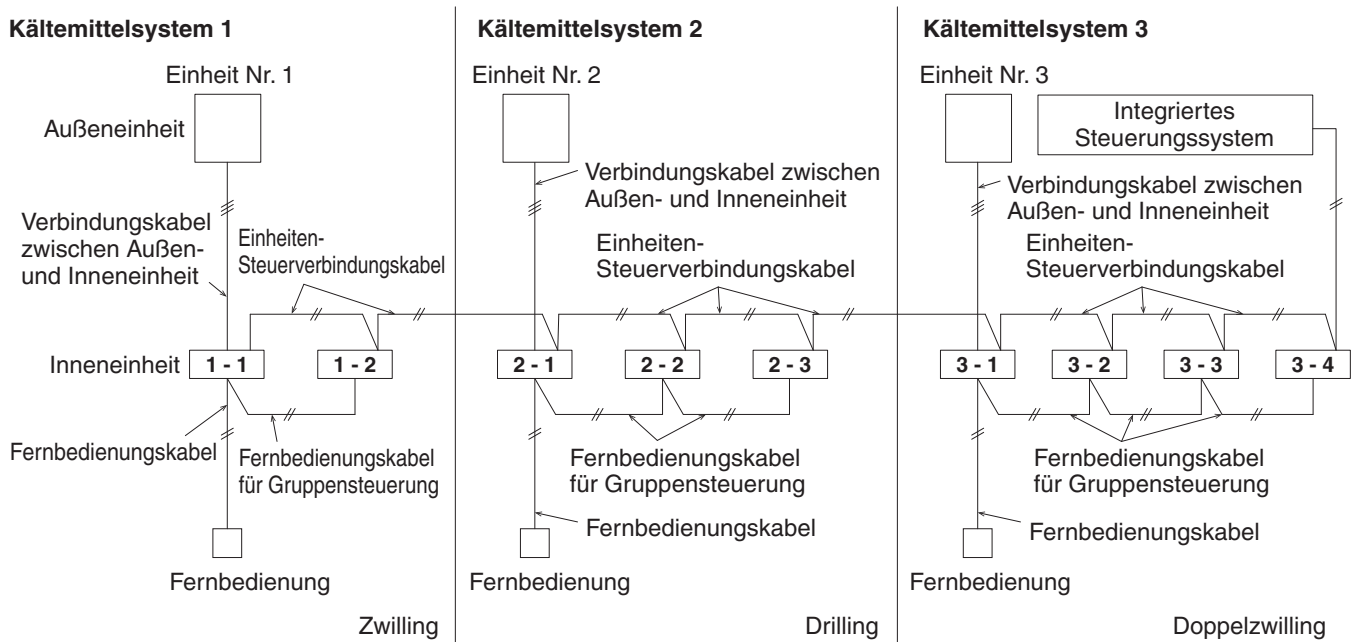 Kältemittelsystem 1
Einheit Nr. 1
Außeneinheit
Verbindungskabel
zwischen Außen-
und Inneneinheit
Einheiten-
Steuerverbindungskabel
Inneneinheit
1 - 1
1 - 2
Fernbedienungskabel
Fernbedienungskabel
für Gruppensteuerung
Fernbedienung
Zwilling
Kältemittelsystem 2
Einheit Nr. 2
Verbindungskabel zwischen
Außen- und Inneneinheit
Einheiten-
Steuerverbindungskabel
2 - 1
2 - 2
2 - 3
Fernbedienungskabel
für Gruppensteuerung
Fernbedienungskabel
Fernbedienung
Drilling
Kältemittelsystem 3
Einheit Nr. 3
Integriertes
Steuerungssystem
Verbindungskabel zwischen
Außen- und Inneneinheit
Einheiten-
Steuerverbindungskabel
3 - 1
3 - 2
3 - 3
3 - 4
Fernbedienungskabel
für Gruppensteuerung
Fernbedienungskabel
Fernbedienung
Doppelzwilling